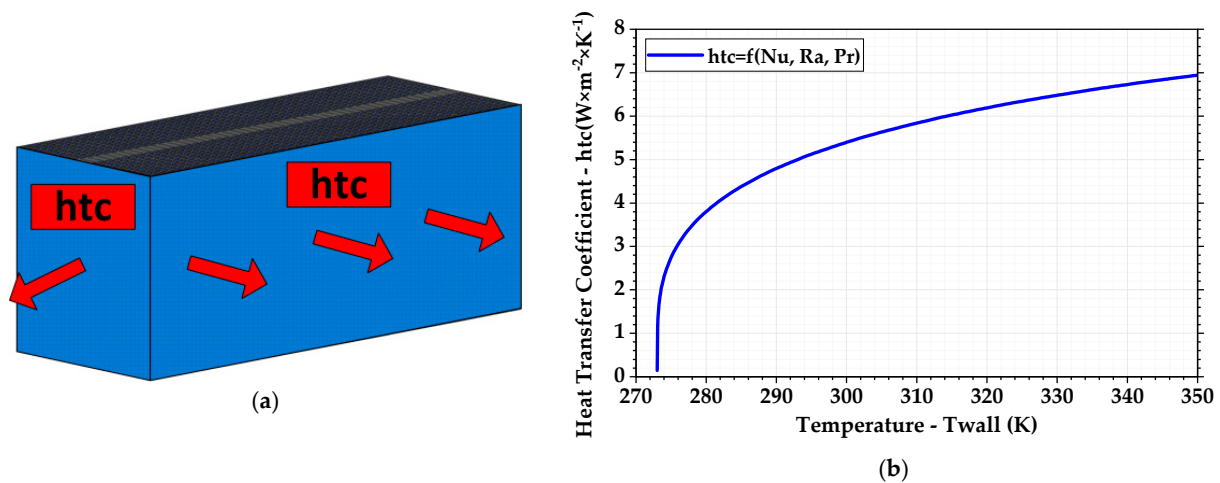 htc
htc
(a)
Heat Transfer Coefficient - htc(W×m⁻²×K⁻¹)
8
7
6
5
4
3
2
1
0
htc=f(Nu, Ra, Pr)
270 280 290 300 310 320 330 340 350
Temperature - Twall (K)
(b)